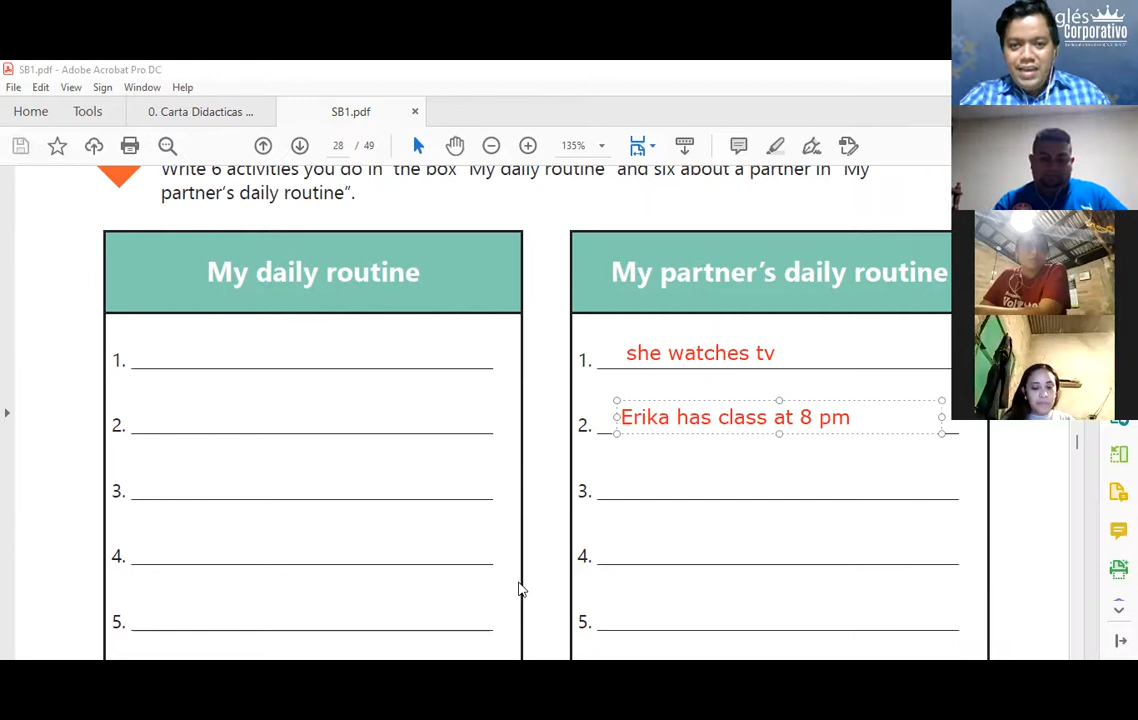 glés
Corporativo
SB1.pdf - Adobe Acrobat Pro DC
File Edit View Sign Window Help
Home Tools 0. Carta Didacticas ... SB1.pdf ×
28 / 49 135%
Write 6 activities you do in the box "My daily routine" and six about a partner in "My
partner's daily routine".
My daily routine
1.
2.
3.
4.
5.
My partner's daily routine
1. she watches tv
2. Erika has class at 8 pm
3.
4.
5.